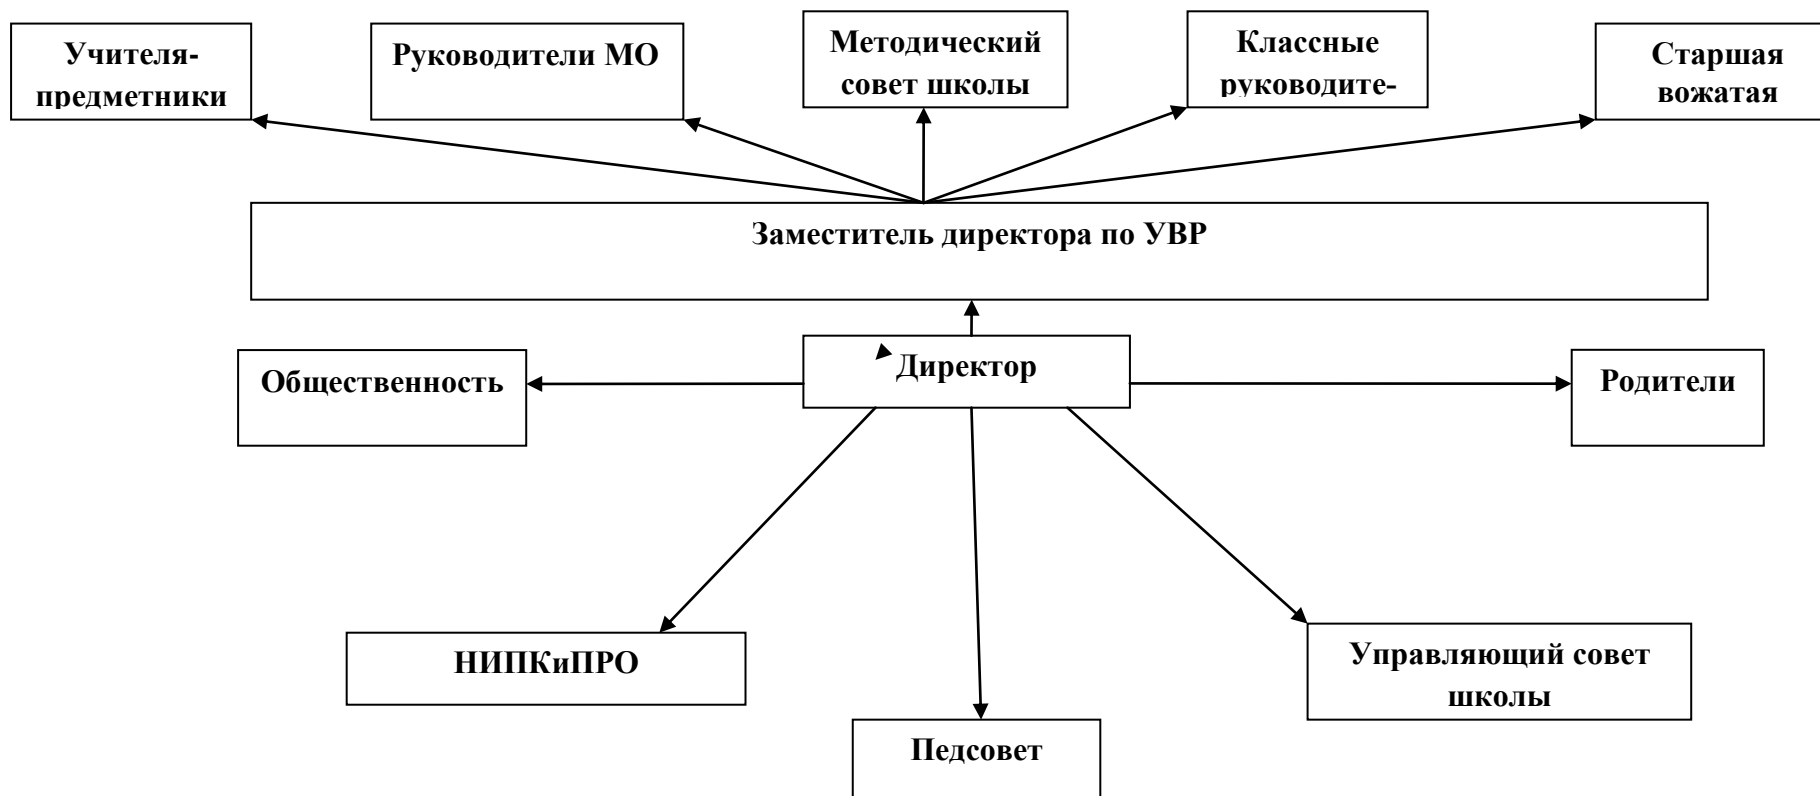 Учителя-
предметники
Руководители МО
Методический
совет школы
Классные
руководите-
Старшая
вожатая
Заместитель директора по УВР
Общественность
Директор
Родители
НИПКиПРО
Педсовет
Управляющий совет
школы